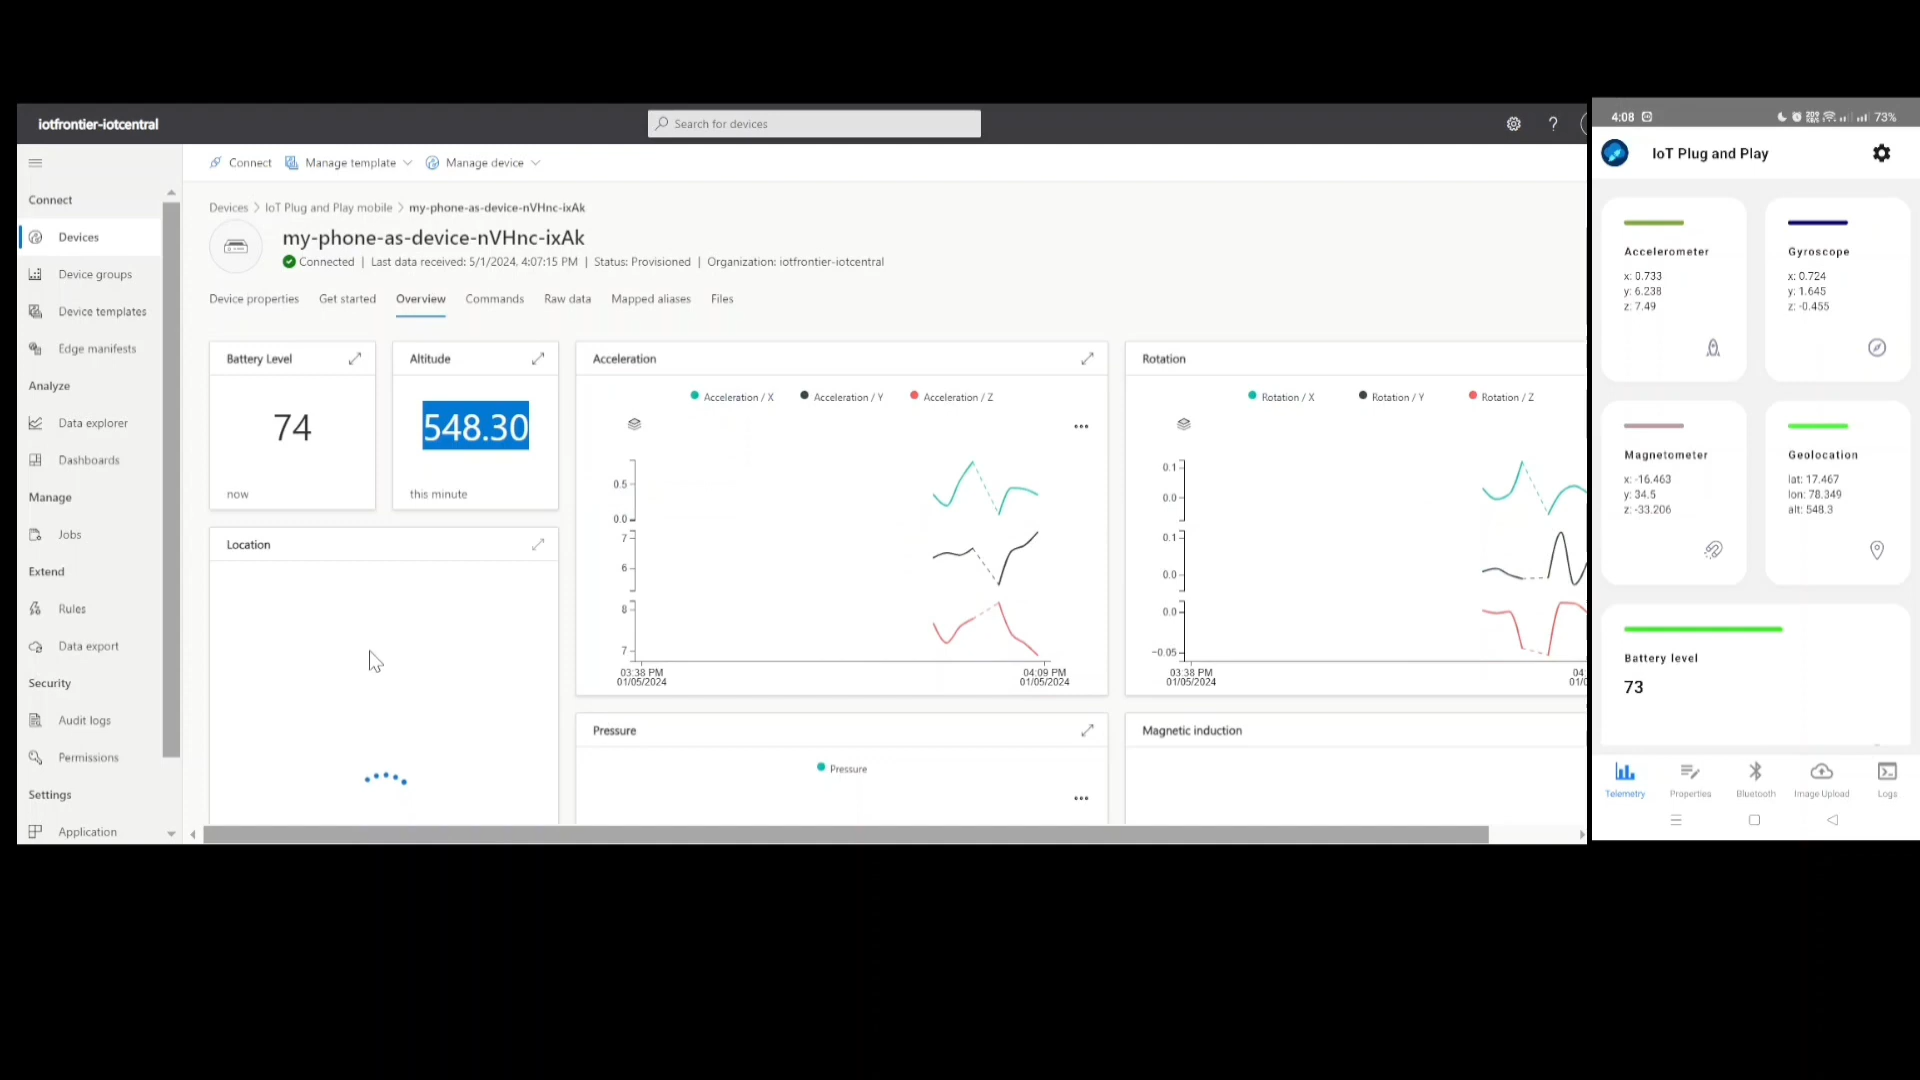 iotfrontier-iotcentral
Search for devices
?
Connect
Manage template
Manage device
Connect
Devices
Device groups
Device templates
Edge manifests
Analyze
Data explorer
Dashboards
Manage
Jobs
Extend
Rules
Data export
Security
Audit logs
Permissions
Settings
Application
Devices > IoT Plug and Play mobile > my-phone-as-device-nVHnc-ixAk
my-phone-as-device-nVHnc-ixAk
Connected | Last data received: 5/1/2024, 4:07:15 PM | Status: Provisioned | Organization: iotfrontier-iotcentral
Device properties Get started Overview Commands Raw data Mapped aliases Files
Battery Level
74
now
Altitude
548.30
this minute
Location
Acceleration
Acceleration / X Acceleration / Y Acceleration / Z
0.5
0.0
7
6
8
7
03:38 PM
01/05/2024
04:09 PM
01/05/2024
Rotation
Rotation / X Rotation / Y Rotation / Z
0.1
0.0
0.1
0.0
0.0
-0.05
03:38 PM
01/05/2024
04
01/0
Pressure
Pressure
Magnetic induction
4:08
73%
IoT Plug and Play
Accelerometer
x: 0.733
y: 6.238
z: 7.49
Gyroscope
x: 0.724
y: 1.645
z: -0.455
Magnetometer
x: -16.463
y: 34.5
z: -33.206
Geolocation
lat: 17.467
lon: 78.349
alt: 548.3
Battery level
73
Telemetry Properties Bluetooth Image Upload Logs